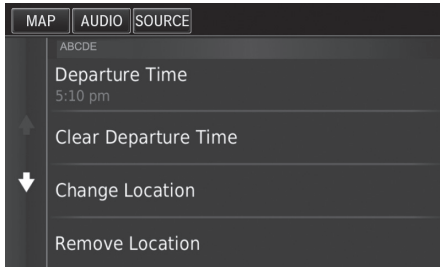 MAP AUDIO SOURCE
ABCDE
Departure Time
5:10 pm
Clear Departure Time
Change Location
Remove Location